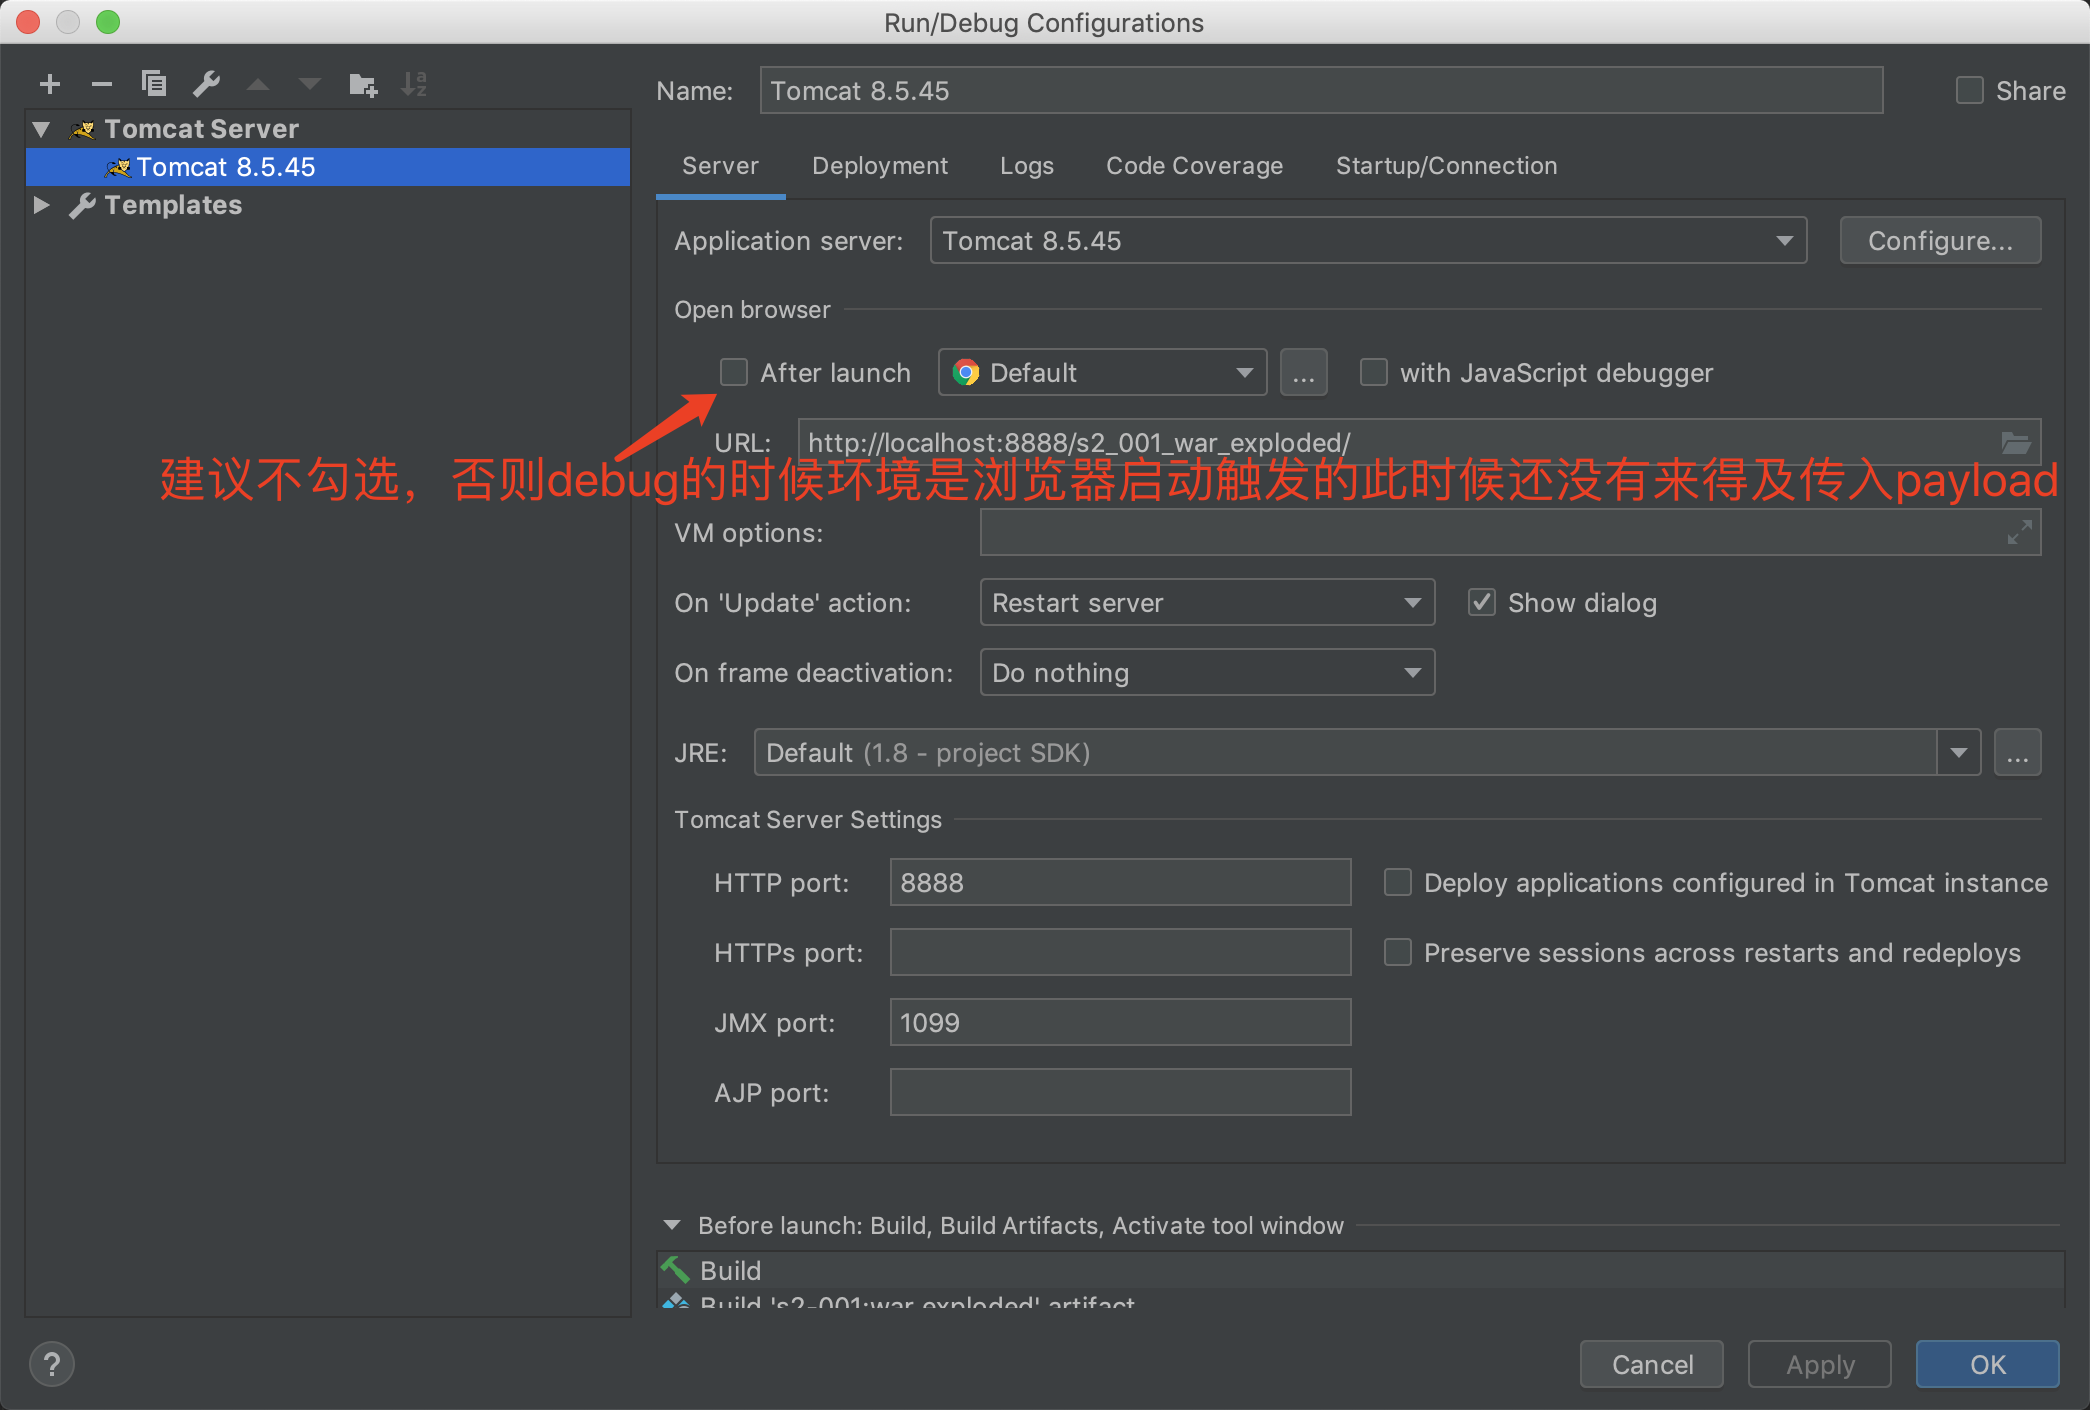 Run/Debug Configurations
Name: Tomcat 8.5.45 Share
Tomcat Server
Tomcat 8.5.45
Templates
Server Deployment Logs Code Coverage Startup/Connection
Application server: Tomcat 8.5.45 Configure...
Open browser
After launch Default ... with JavaScript debugger
URL: http://localhost:8888/s2_001_war_exploded/
建议不勾选，否则debug的时候环境是浏览器启动触发的此时候还没有来得及传入payload
VM options:
On 'Update' action: Restart server Show dialog
On frame deactivation: Do nothing
JRE: Default (1.8 - project SDK) ...
Tomcat Server Settings
HTTP port: 8888 Deploy applications configured in Tomcat instance
HTTPs port: Preserve sessions across restarts and redeploys
JMX port: 1099
AJP port:
Before launch: Build, Build Artifacts, Activate tool window
Build
Build 's2-001:war exploded' artifact
? Cancel Apply OK